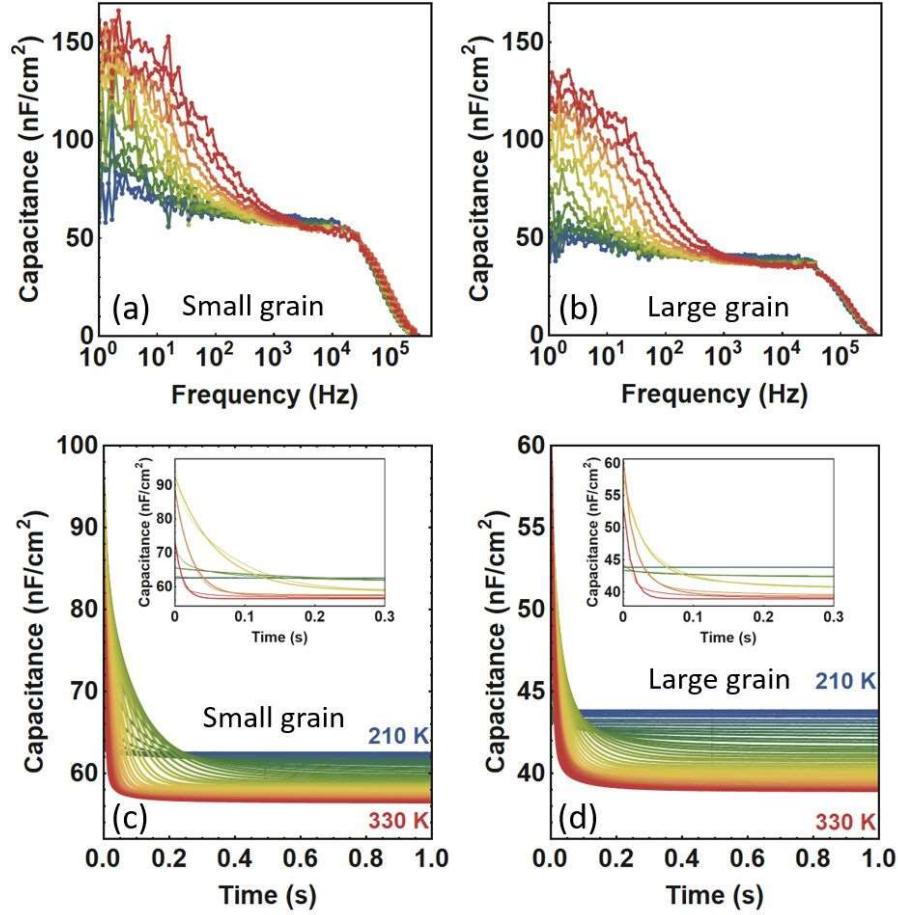 150
100
50
0
Capacitance (nF/cm²)
(a)
Small grain
10⁰ 10¹ 10² 10³ 10⁴ 10⁵
Frequency (Hz)
150
100
50
0
Capacitance (nF/cm²)
(b)
Large grain
10⁰ 10¹ 10² 10³ 10⁴ 10⁵
Frequency (Hz)
100
90
80
70
60
Capacitance (nF/cm²)
90
80
70
60
Capacitance (nF/cm²)
0 0.1 0.2 0.3
Time (s)
Small grain
210 K
330 K
(c)
0.0 0.2 0.4 0.6 0.8 1.0
Time (s)
60
55
50
45
40
Capacitance (nF/cm²)
60
55
50
45
40
Capacitance (nF/cm²)
0 0.1 0.2 0.3
Time (s)
Large grain
210 K
330 K
(d)
0.0 0.2 0.4 0.6 0.8 1.0
Time (s)